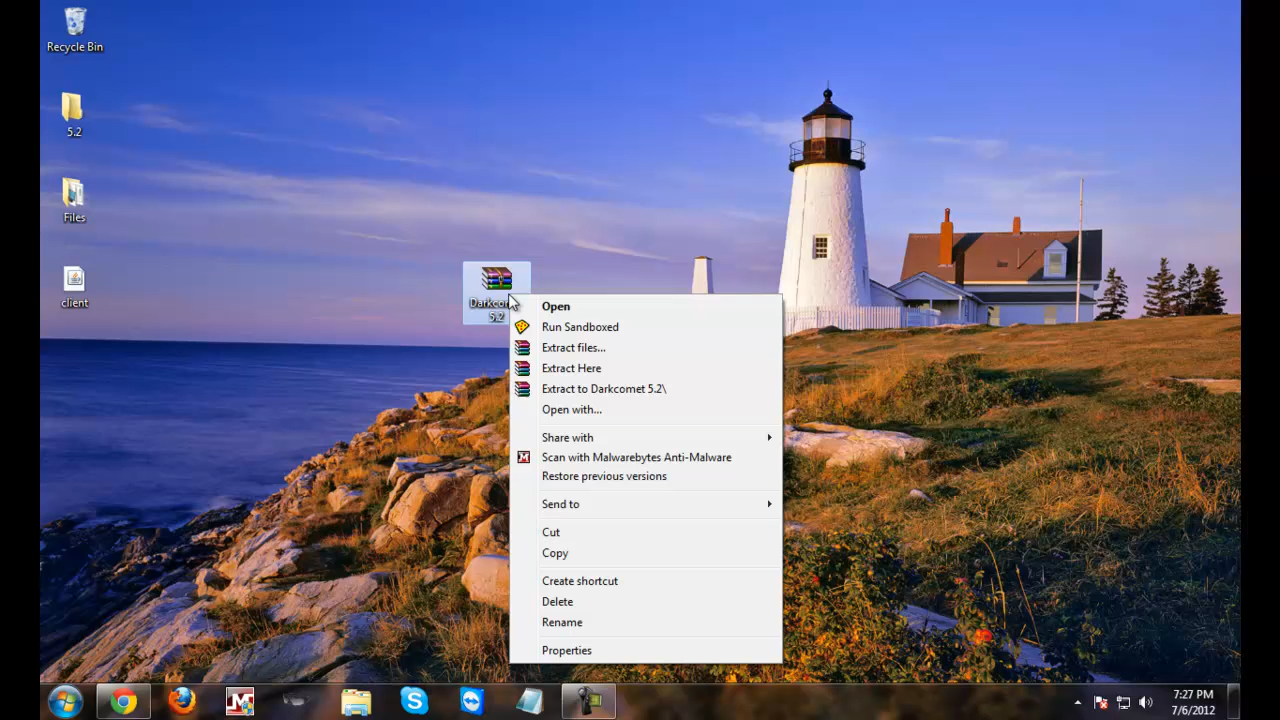 Recycle Bin
5.2
Files
client
5.2
Open
Run Sandboxed
Extract files...
Extract Here
Extract to Darkcomet 5.2\
Open with...
Share with
Scan with Malwarebytes Anti-Malware
Restore previous versions
Send to
Cut
Copy
Create shortcut
Delete
Rename
Properties
7:27 PM
7/6/2012